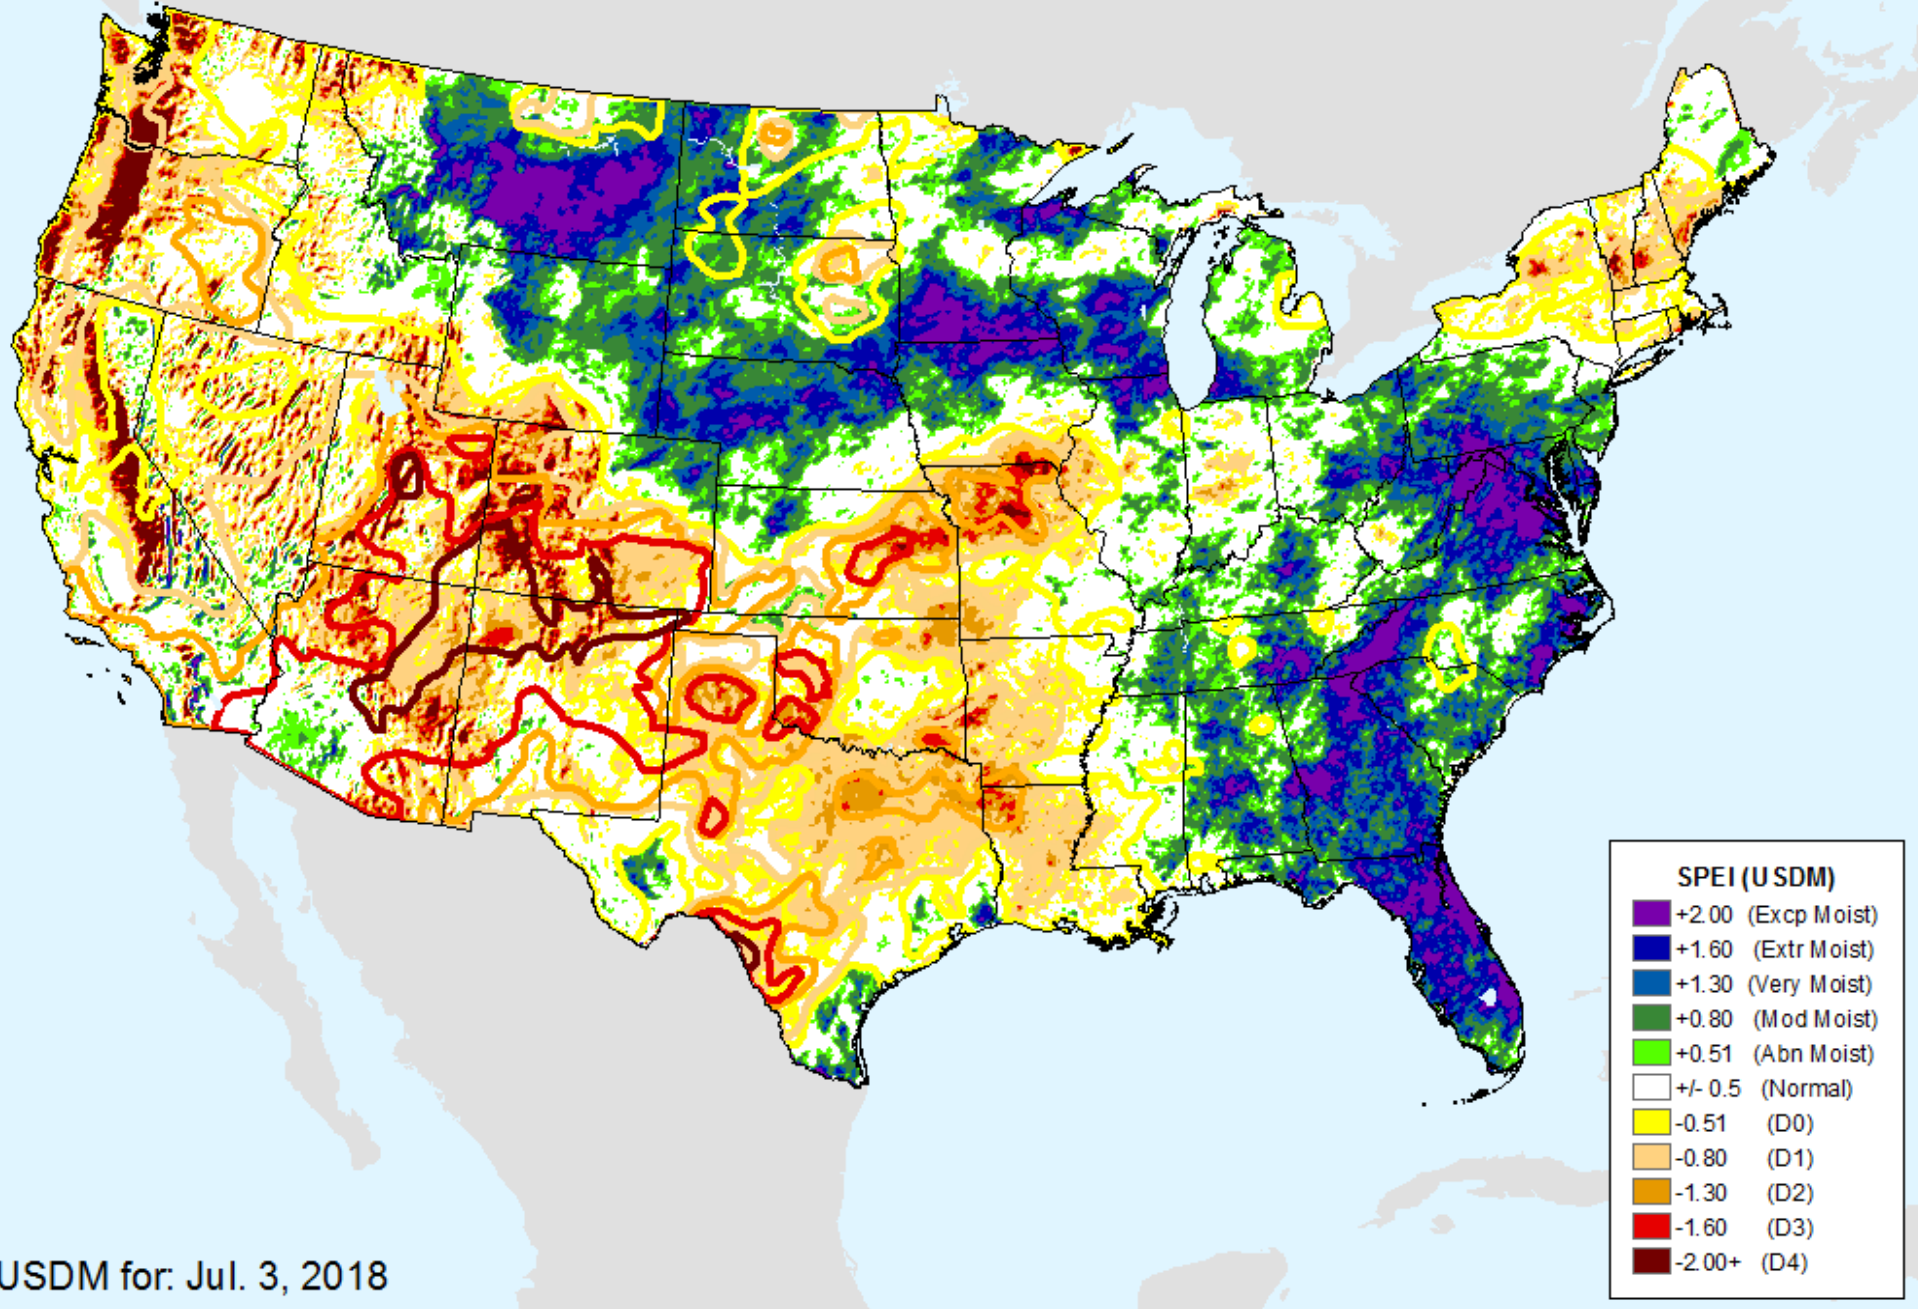 SPEI (USDM)
+2.00 (Excp Moist)
+1.60 (Extr Moist)
+1.30 (Very Moist)
+0.80 (Mod Moist)
+0.51 (Abn Moist)
+/- 0.5 (Normal)
-0.51 (D0)
-0.80 (D1)
-1.30 (D2)
-1.60 (D3)
-2.00+ (D4)
USDM for: Jul. 3, 2018